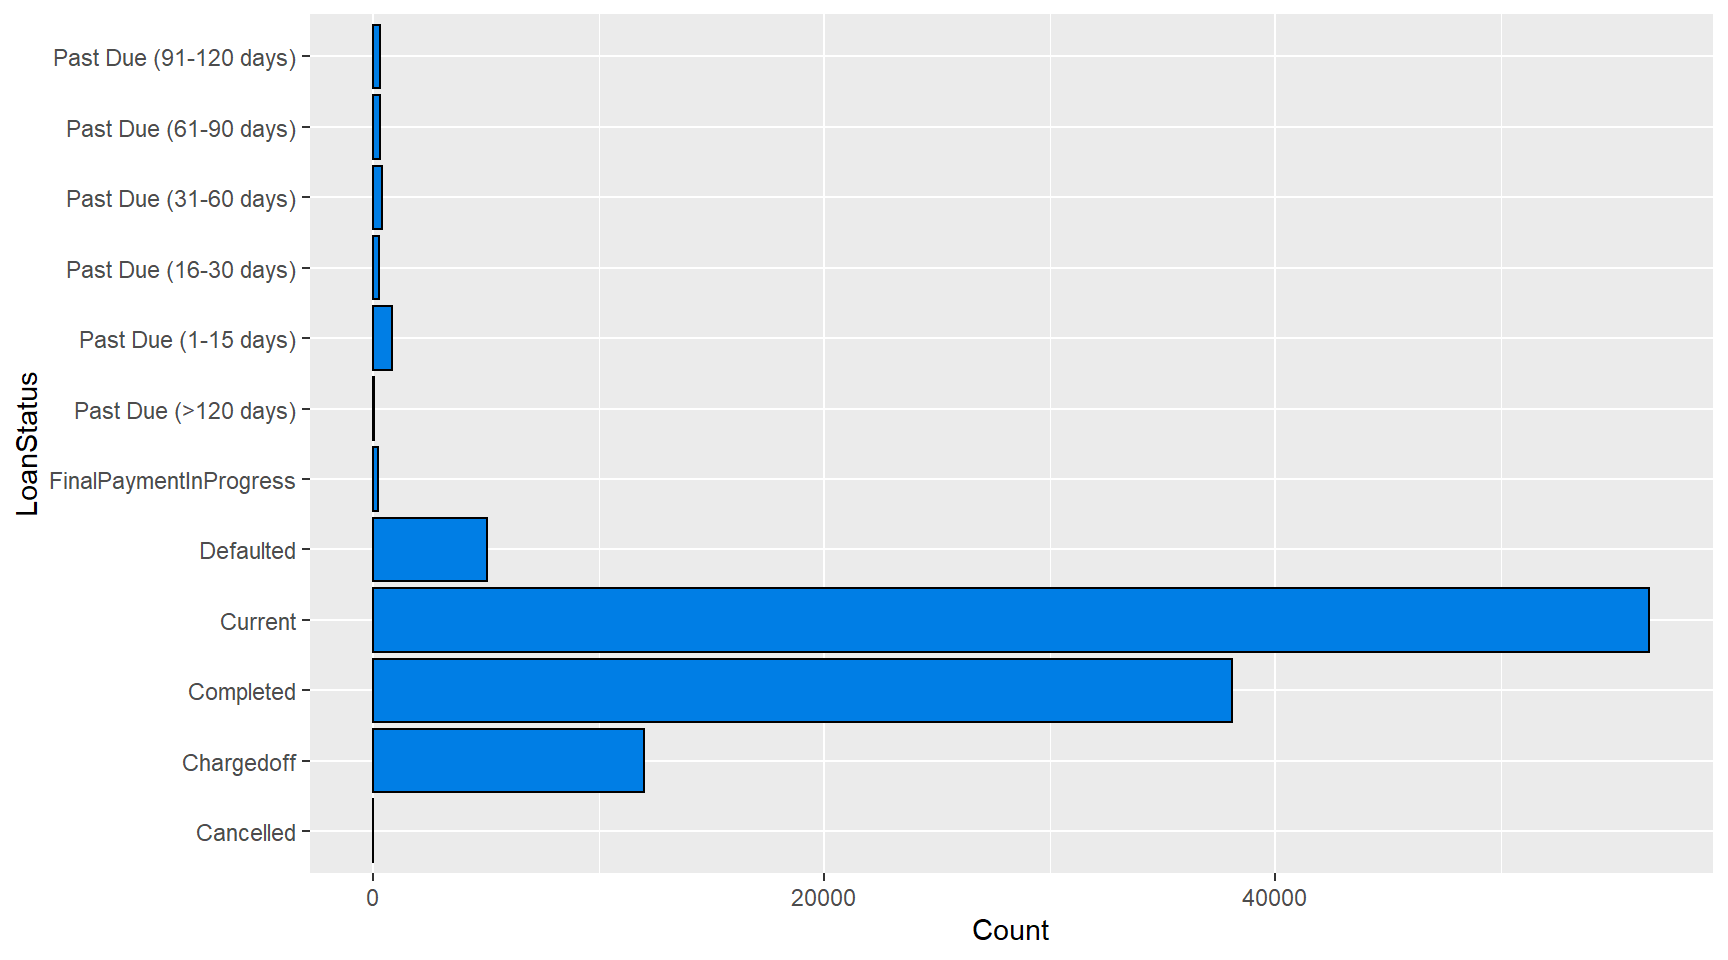 Past Due (91-120 days)
Past Due (61-90 days)
Past Due (31-60 days)
Past Due (16-30 days)
Past Due (1-15 days)
Past Due (>120 days)
FinalPaymentInProgress
Defaulted
Current
Completed
Chargedoff
Cancelled
LoanStatus
0 20000 40000
Count